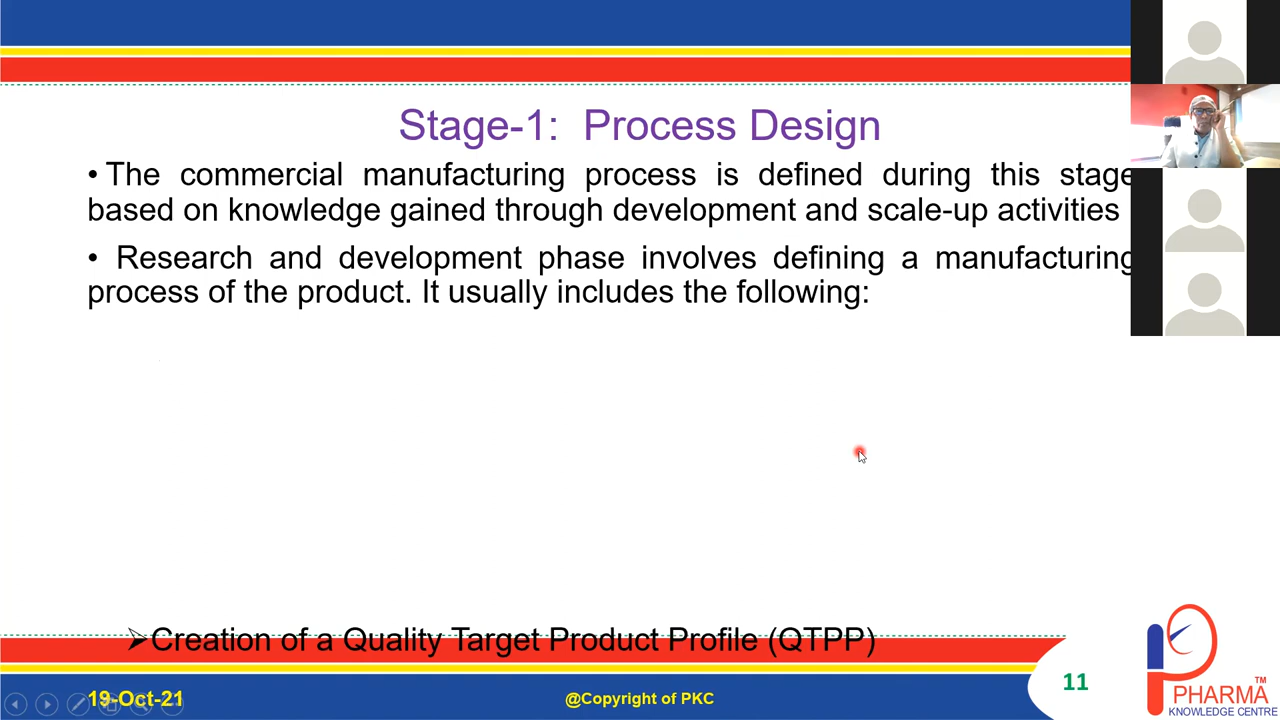 Stage-1: Process Design
• The commercial manufacturing process is defined during this stage
based on knowledge gained through development and scale-up activities
• Research and development phase involves defining a manufacturing
process of the product. It usually includes the following:
➢Creation of a Quality Target Product Profile (QTPP)
19-Oct-21
@Copyright of PKC
11
PHARMA™
KNOWLEDGE CENTRE